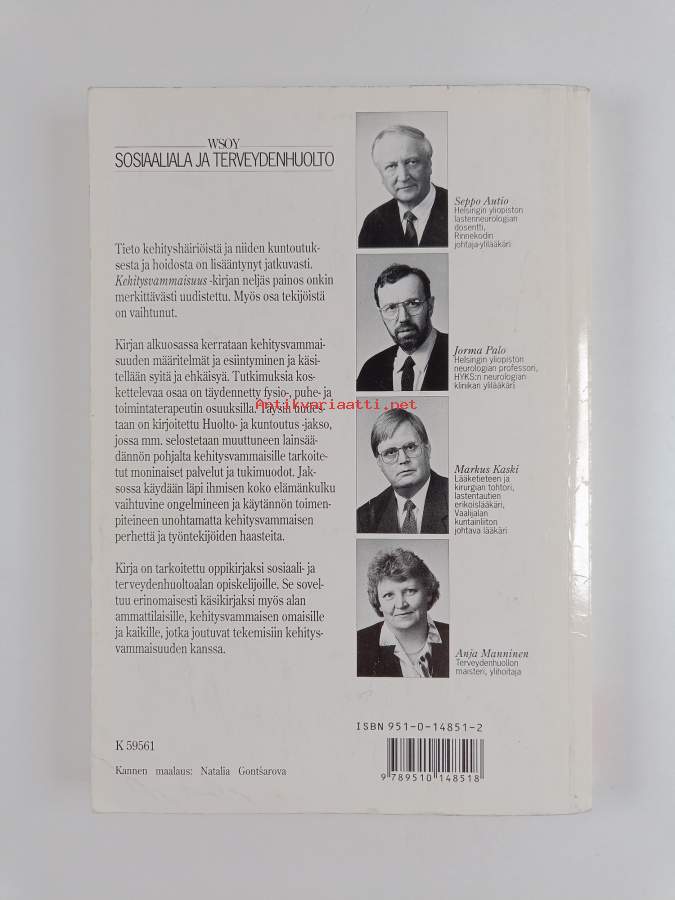 WSOY
SOSIAALIALA JA TERVEYDENHUOLTO
Tieto kehityshäiriöistä ja niiden kuntoutuk-
sesta ja hoidosta on lisääntynyt jatkuvasti.
Kehitysvammaisuus -kirjan neljäs painos onkin
merkittävästi uudistettu. Myös osa tekijöistä
on vaihtunut.
Kirjan alkuosassa kerrataan kehitysvammai-
suuden määritelmät ja esiintyminen ja käsi-
tellään syitä ja ehkäisyä. Tutkimuksia kos-
kettelevaa osaa on täydennetty fysio-, puhe- ja
toimintaterapeutin osuuksilla. Täysin uudes-
taan on kirjoitettu Huolto- ja kuntoutus -jakso,
jossa mm. selostetaan muuttuneen lainsää-
dännön pohjalta kehitysvammaisille tarkoite-
tut moninaiset palvelut ja tukimuodot. Jak-
sossa käydään läpi ihmisen koko elämänkulku
vaihtuvine ongelmineen ja käytännön toimen-
piteineen unohtamatta kehitysvammaisen
perhettä ja työntekijöiden haasteita.
Kirja on tarkoitettu oppikirjaksi sosiaali- ja
terveydenhuoltoalan opiskelijoille. Se sovel-
tuu erinomaisesti käsikirjaksi myös alan
ammattilaisille, kehitysvammaisen omaisille
ja kaikille, jotka joutuvat tekemisiin kehitys-
vammaisuuden kanssa.
K 59561
Kannen maalaus: Natalia Gontšarova
Seppo Autio
Helsingin yliopiston
lastenneurologian
dosentti,
Rinnekodin
johtaja-ylilääkäri
Jorma Palo
Helsingin yliopiston
neurologian professori,
HYKS:n neurologian
klinikan ylilääkäri
Markus Kaski
Lääketieteen ja
kirurgian tohtori,
lastentautien
erikoislääkäri,
Vaalijalan
kuntainliiton
johtava lääkäri
Anja Manninen
Terveydenhuollon
maisteri, ylihoitaja
ISBN 951-0-14851-2
9 789510 148518
Antikvariaatti.net